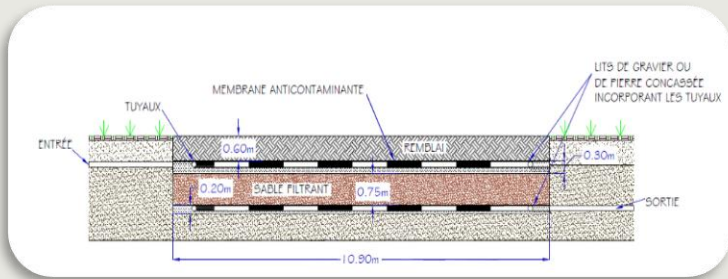 LITS DE GRAVIER OU
DE PIERRE CONCASSÉE
INCORPORANT LES TUYAUX
MEMBRANE ANTICONTAMINANTE
TUYAUX
ENTRÉE
0.60m
REMBLAI
0.30m
0.20m
SABLE FILTRANT
0.75m
SORTIE
10.90m